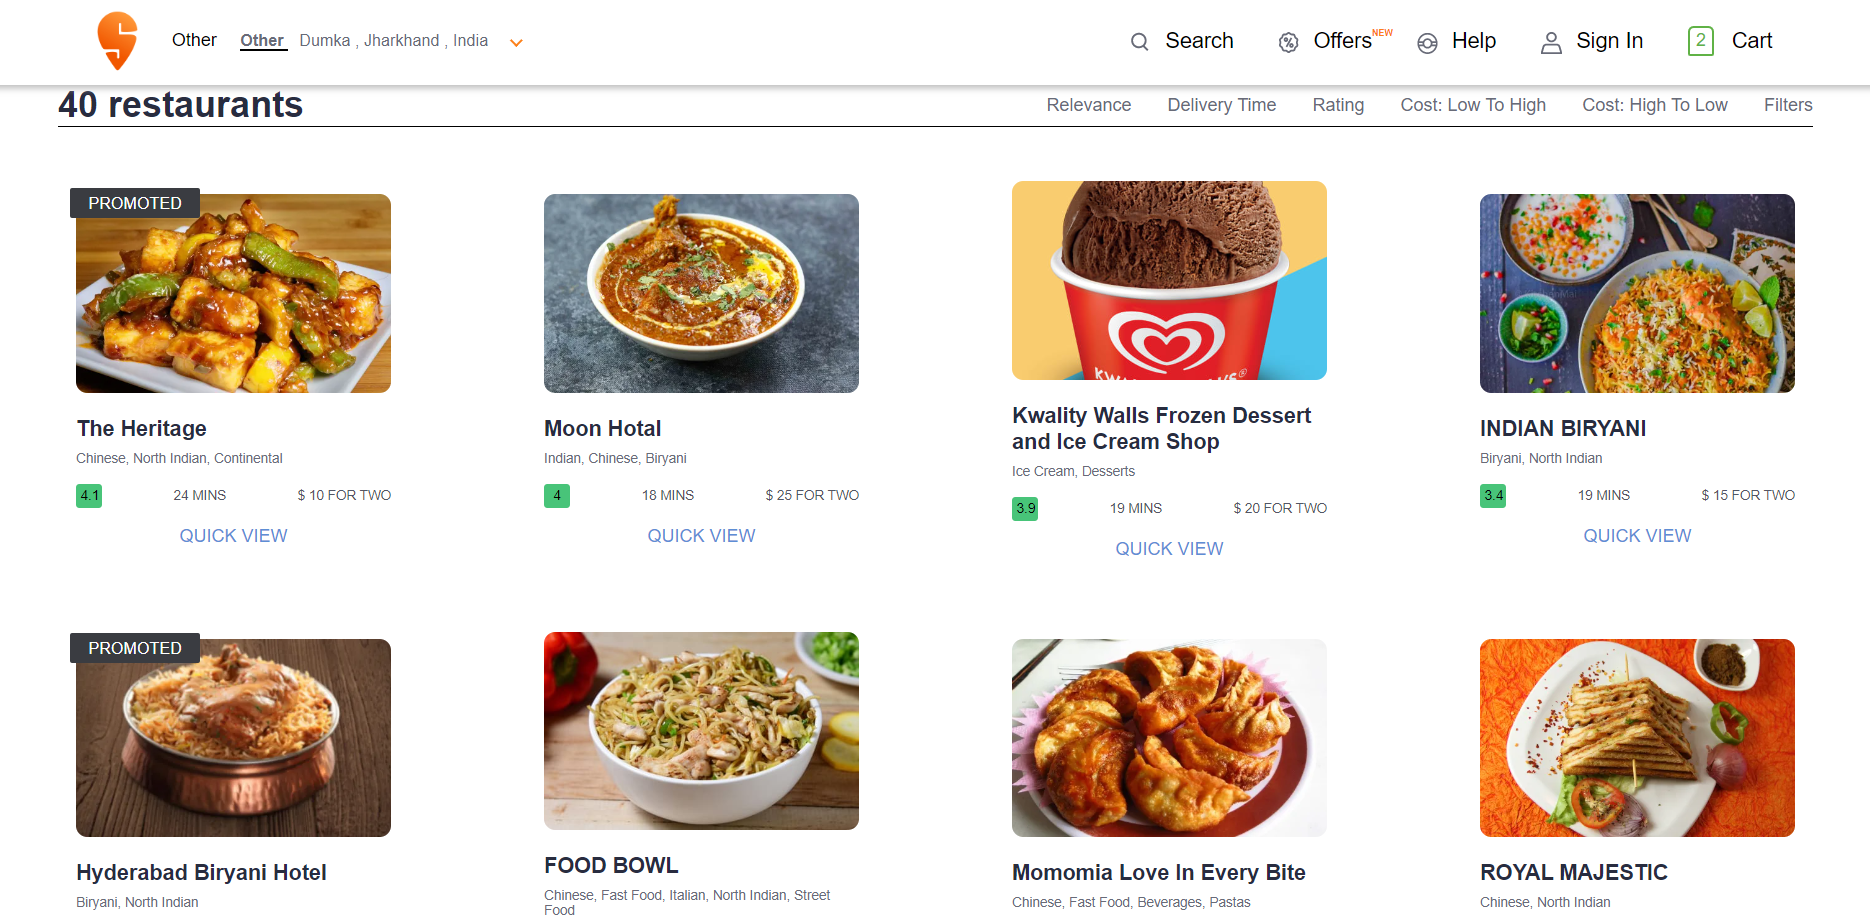 Other Other Dumka , Jharkhand , India Search Offers NEW Help Sign In 2 Cart
40 restaurants Relevance Delivery Time Rating Cost: Low To High Cost: High To Low Filters
PROMOTED
The Heritage
Chinese, North Indian, Continental
4.1 24 MINS $ 10 FOR TWO
QUICK VIEW
Moon Hotal
Indian, Chinese, Biryani
4 18 MINS $ 25 FOR TWO
QUICK VIEW
Kwality Walls Frozen Dessert
and Ice Cream Shop
Ice Cream, Desserts
3.9 19 MINS $ 20 FOR TWO
QUICK VIEW
INDIAN BIRYANI
Biryani, North Indian
3.4 19 MINS $ 15 FOR TWO
QUICK VIEW
PROMOTED
Hyderabad Biryani Hotel
Biryani, North Indian
FOOD BOWL
Chinese, Fast Food, Italian, North Indian, Street
Food
Momomia Love In Every Bite
Chinese, Fast Food, Beverages, Pastas
ROYAL MAJESTIC
Chinese, North Indian